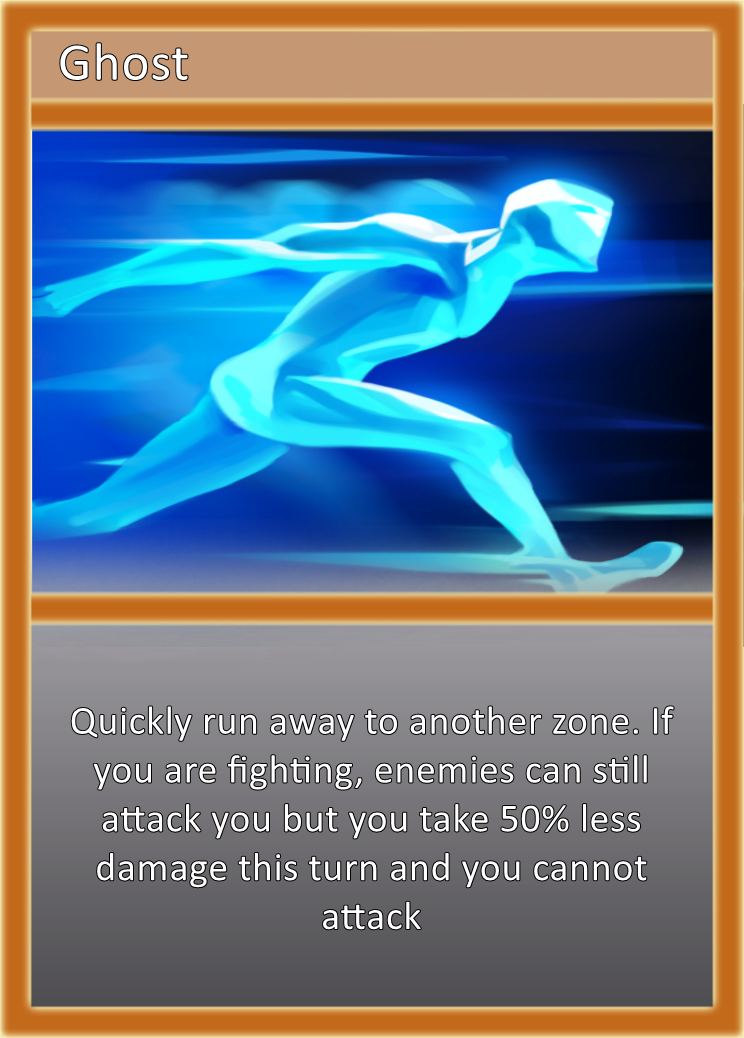 Ghost
Quickly run away to another zone. If
you are fighting, enemies can still
attack you but you take 50% less
damage this turn and you cannot
attack